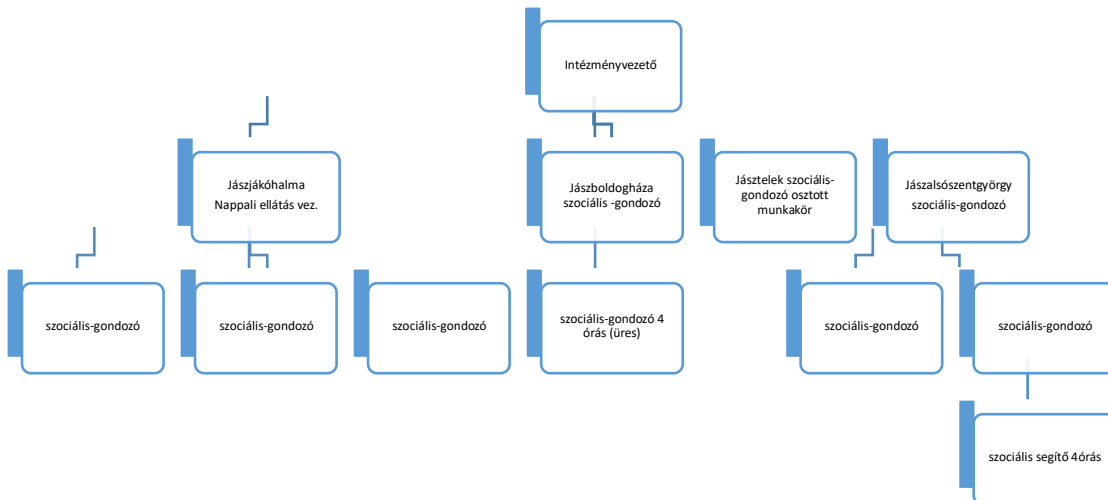 Intézményvezető
Jászjákóhalma
Nappali ellátás vez.
Jászboldogháza
szociális -gondozó
Jásztelek szociális-
gondozó osztott
munkakör
Jászalsószentgyörgy
szociális-gondozó
szociális-gondozó
szociális-gondozó
szociális-gondozó
szociális-gondozó 4
órás (üres)
szociális-gondozó
szociális-gondozó
szociális segítő 4órás